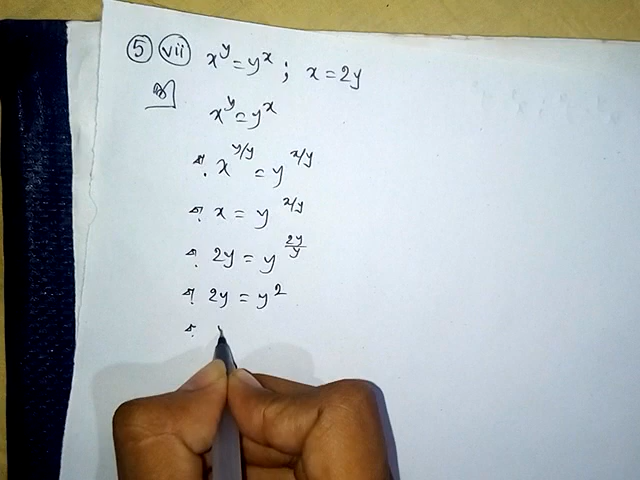 5 vii x^y = y^x ; x = 2y
x^y = y^x
বা, x^{y/y} = y^{x/y}
বা, x = y^{x/y}
বা, 2y = y^{2y/y}
বা, 2y = y^2
বা,